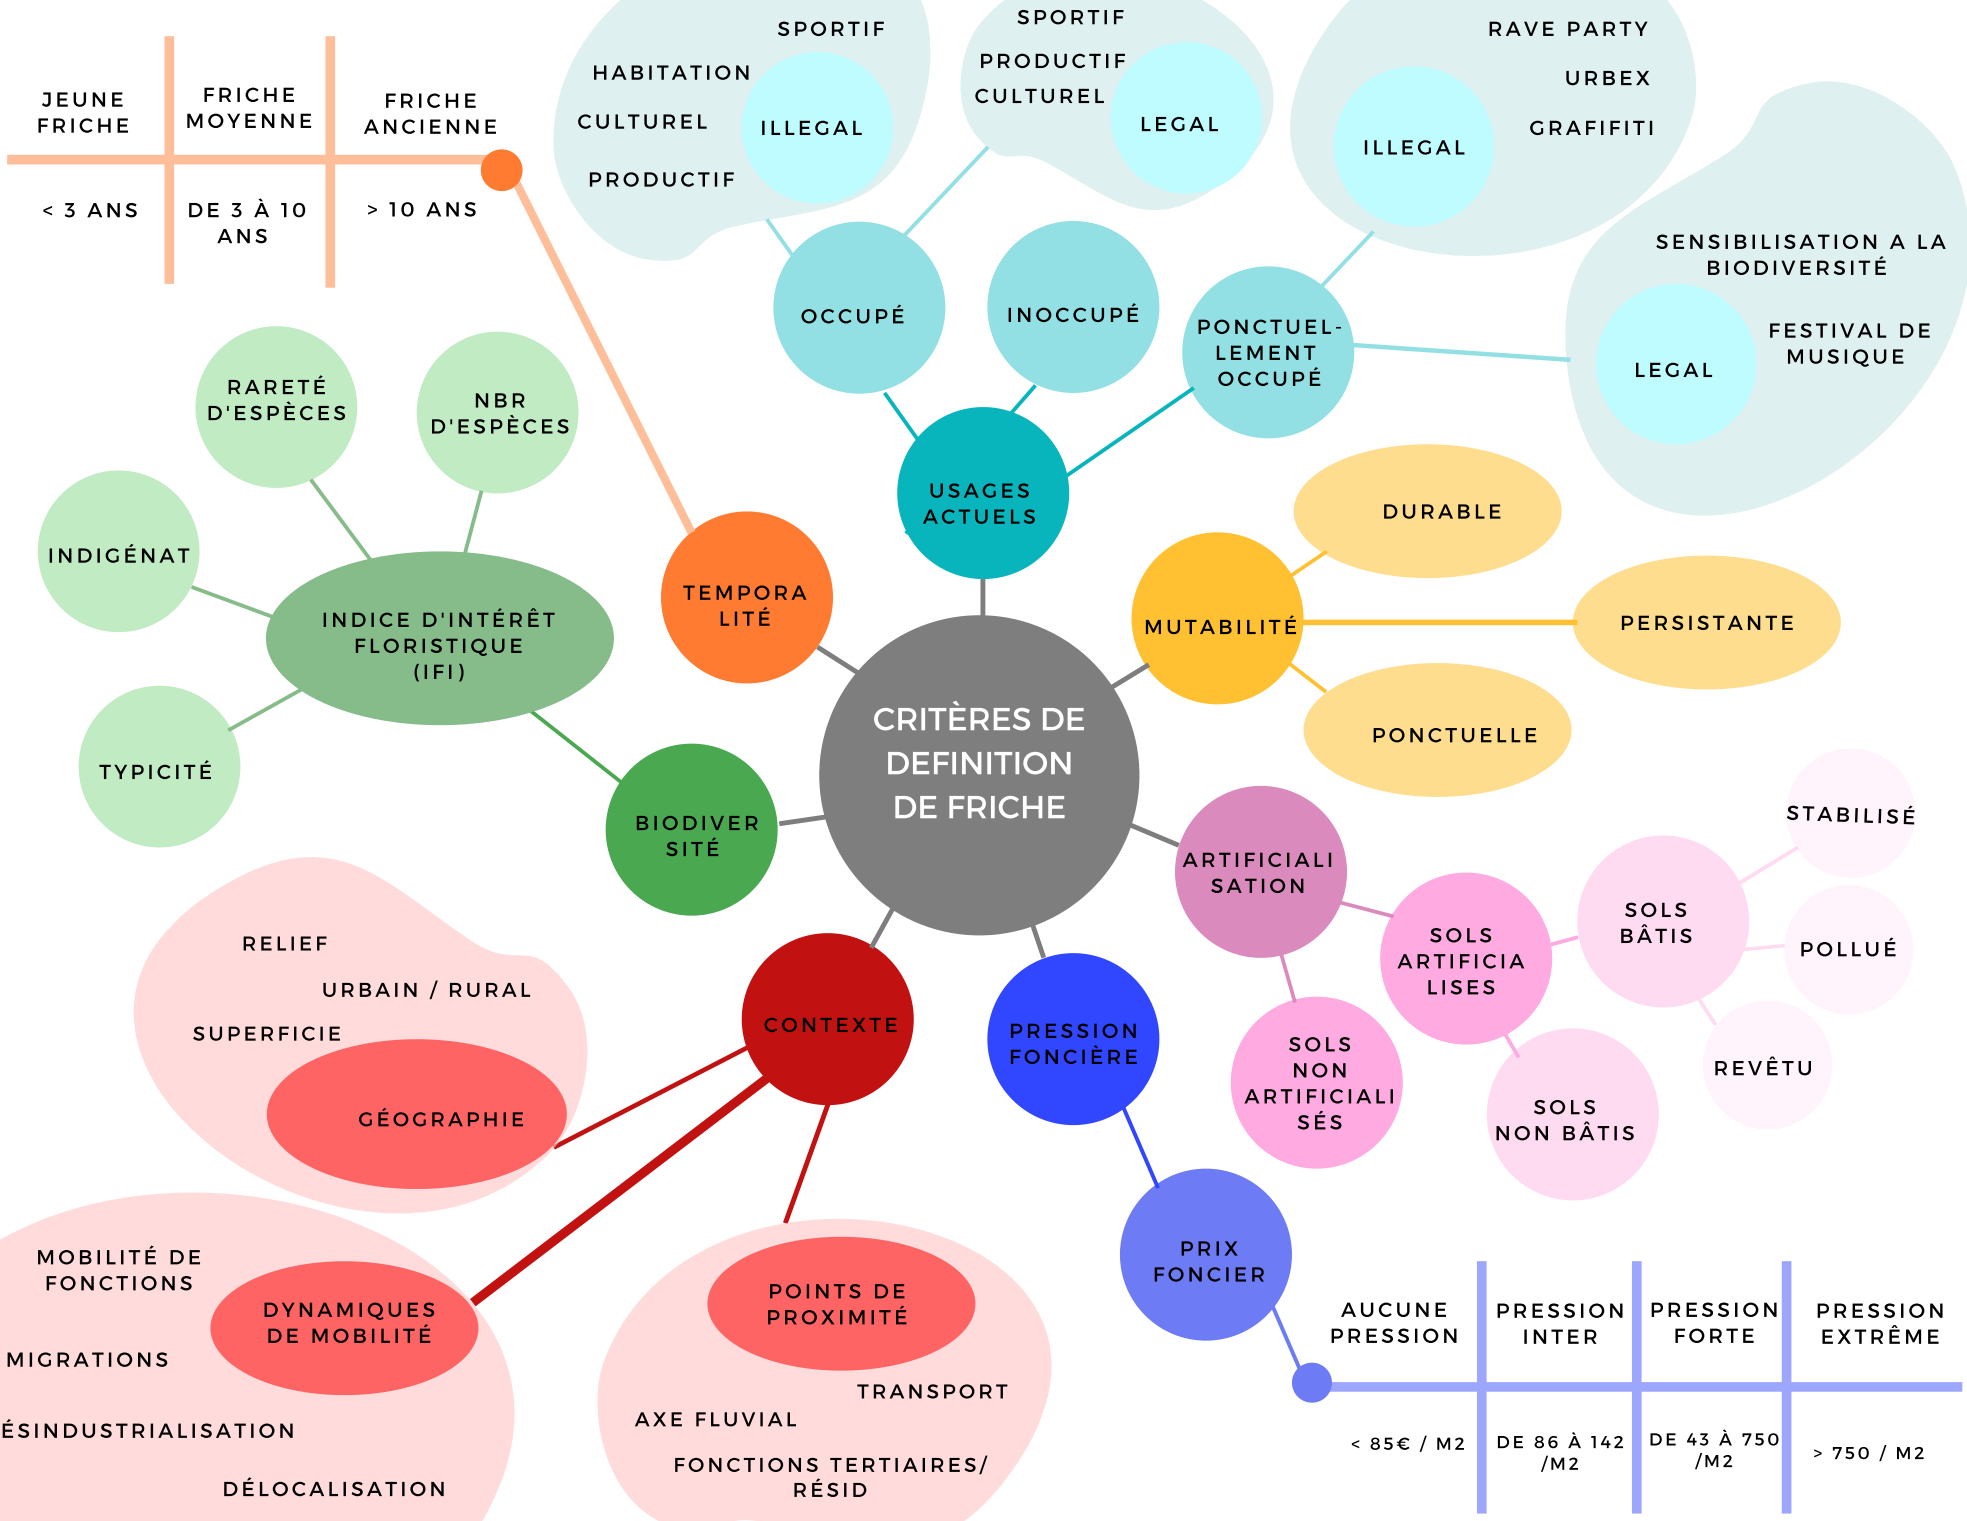 JEUNE
FRICHE
FRICHE
MOYENNE
FRICHE
ANCIENNE
< 3 ANS
DE 3 À 10
ANS
> 10 ANS
SPORTIF
HABITATION
CULTUREL
ILLEGAL
PRODUCTIF
SPORTIF
PRODUCTIF
CULTUREL
LEGAL
RAVE PARTY
URBEX
GRAFIFITI
ILLEGAL
SENSIBILISATION A LA
BIODIVERSITÉ
FESTIVAL DE
MUSIQUE
LEGAL
OCCUPÉ
INOCCUPÉ
PONCTUEL-
LEMENT
OCCUPÉ
USAGES
ACTUELS
RARETÉ
D'ESPÈCES
NBR
D'ESPÈCES
INDIGÉNAT
INDICE D'INTÉRÊT
FLORISTIQUE
(IFI)
TYPICITÉ
TEMPORA
LITÉ
MUTABILITÉ
DURABLE
PERSISTANTE
PONCTUELLE
CRITÈRES DE
DEFINITION
DE FRICHE
BIODIVER
SITÉ
ARTIFICIALI
SATION
SOLS
ARTIFICIA
LISES
SOLS
BÂTIS
STABILISÉ
POLLUÉ
REVÊTU
SOLS
NON
ARTIFICIALI
SÉS
SOLS
NON BÂTIS
RELIEF
URBAIN / RURAL
SUPERFICIE
GÉOGRAPHIE
CONTEXTE
PRESSION
FONCIÈRE
MOBILITÉ DE
FONCTIONS
DYNAMIQUES
DE MOBILITÉ
MIGRATIONS
ÉSINDUSTRIALISATION
DÉLOCALISATION
POINTS DE
PROXIMITÉ
TRANSPORT
AXE FLUVIAL
FONCTIONS TERTIAIRES/
RÉSID
PRIX
FONCIER
AUCUNE
PRESSION
PRESSION
INTER
PRESSION
FORTE
PRESSION
EXTRÊME
< 85€ / M2
DE 86 À 142
/M2
DE 43 À 750
/M2
> 750 / M2